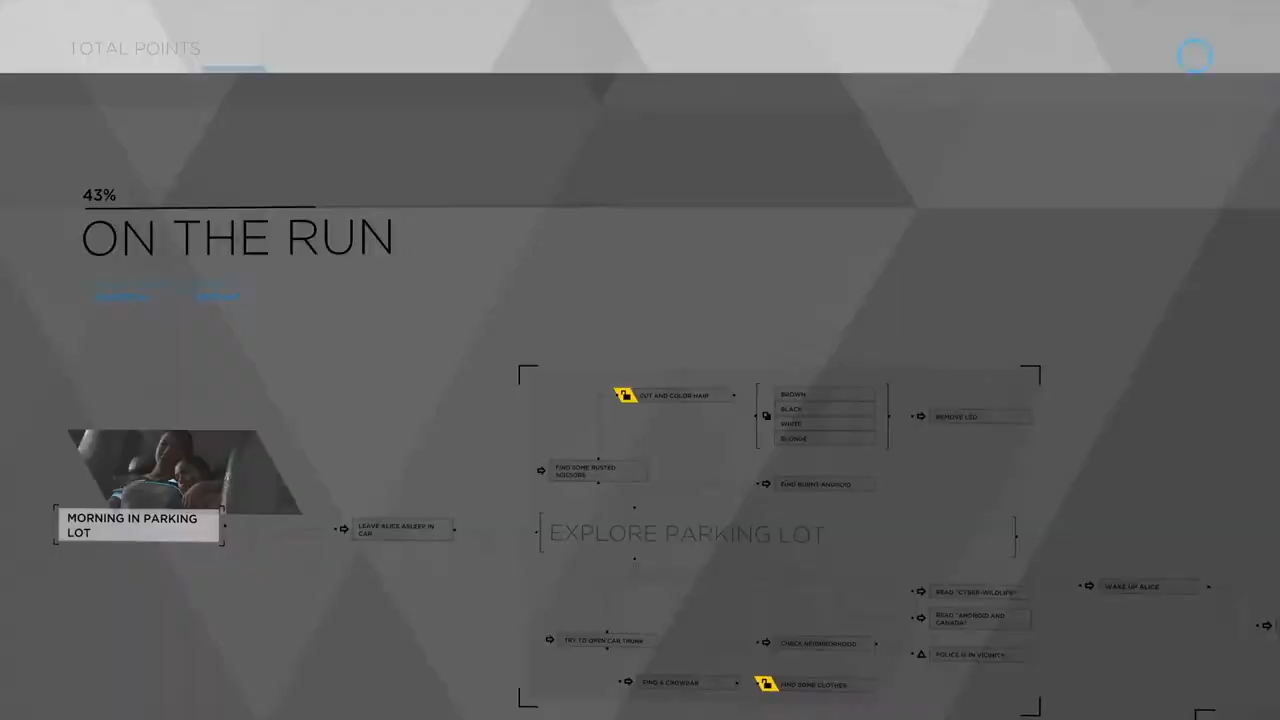 TOTAL POINTS
43%
ON THE RUN
CUT AND COLOR HAIR
BROWN
BLACK
WHITE
BLONDE
REMOVE LED
FIND SOME RUSTED
SCISSORS
FIND BURNT ANDROID
MORNING IN PARKING
LOT
LEAVE ALICE ASLEEP IN
CAR
EXPLORE PARKING LOT
WAKE UP ALICE
READ "CYBER-WILDLIFE"
READ "ANDROID AND
CANADA"
TRY TO OPEN CAR TRUNK
CHECK NEIGHBORHOOD
POLICE IS IN VICINITY
FIND A CROWBAR
FIND SOME CLOTHES